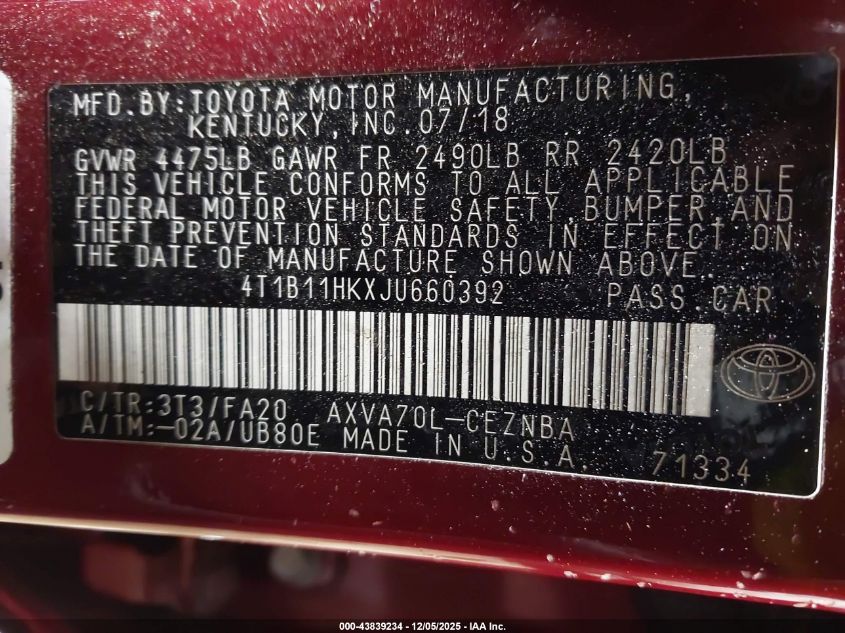 MFD. BY: TOYOTA MOTOR MANUFACTURING,
KENTUCKY, INC. 07/18
GVWR 4475LB GAWR FR 2490LB RR 2420LB
THIS VEHICLE CONFORMS TO ALL APPLICABLE
FEDERAL MOTOR VEHICLE SAFETY, BUMPER, AND
THEFT PREVENTION STANDARDS IN EFFECT ON
THE DATE OF MANUFACTURE SHOWN ABOVE.
4T1B11HKXJU660392 PASS. CAR
C/TR: 3T3/FA20 AXVA70L-CEZNBA
A/TM: -02A/UB80E MADE IN U.S.A. 71334
000-43839234 - 12/05/2025 - IAA Inc.